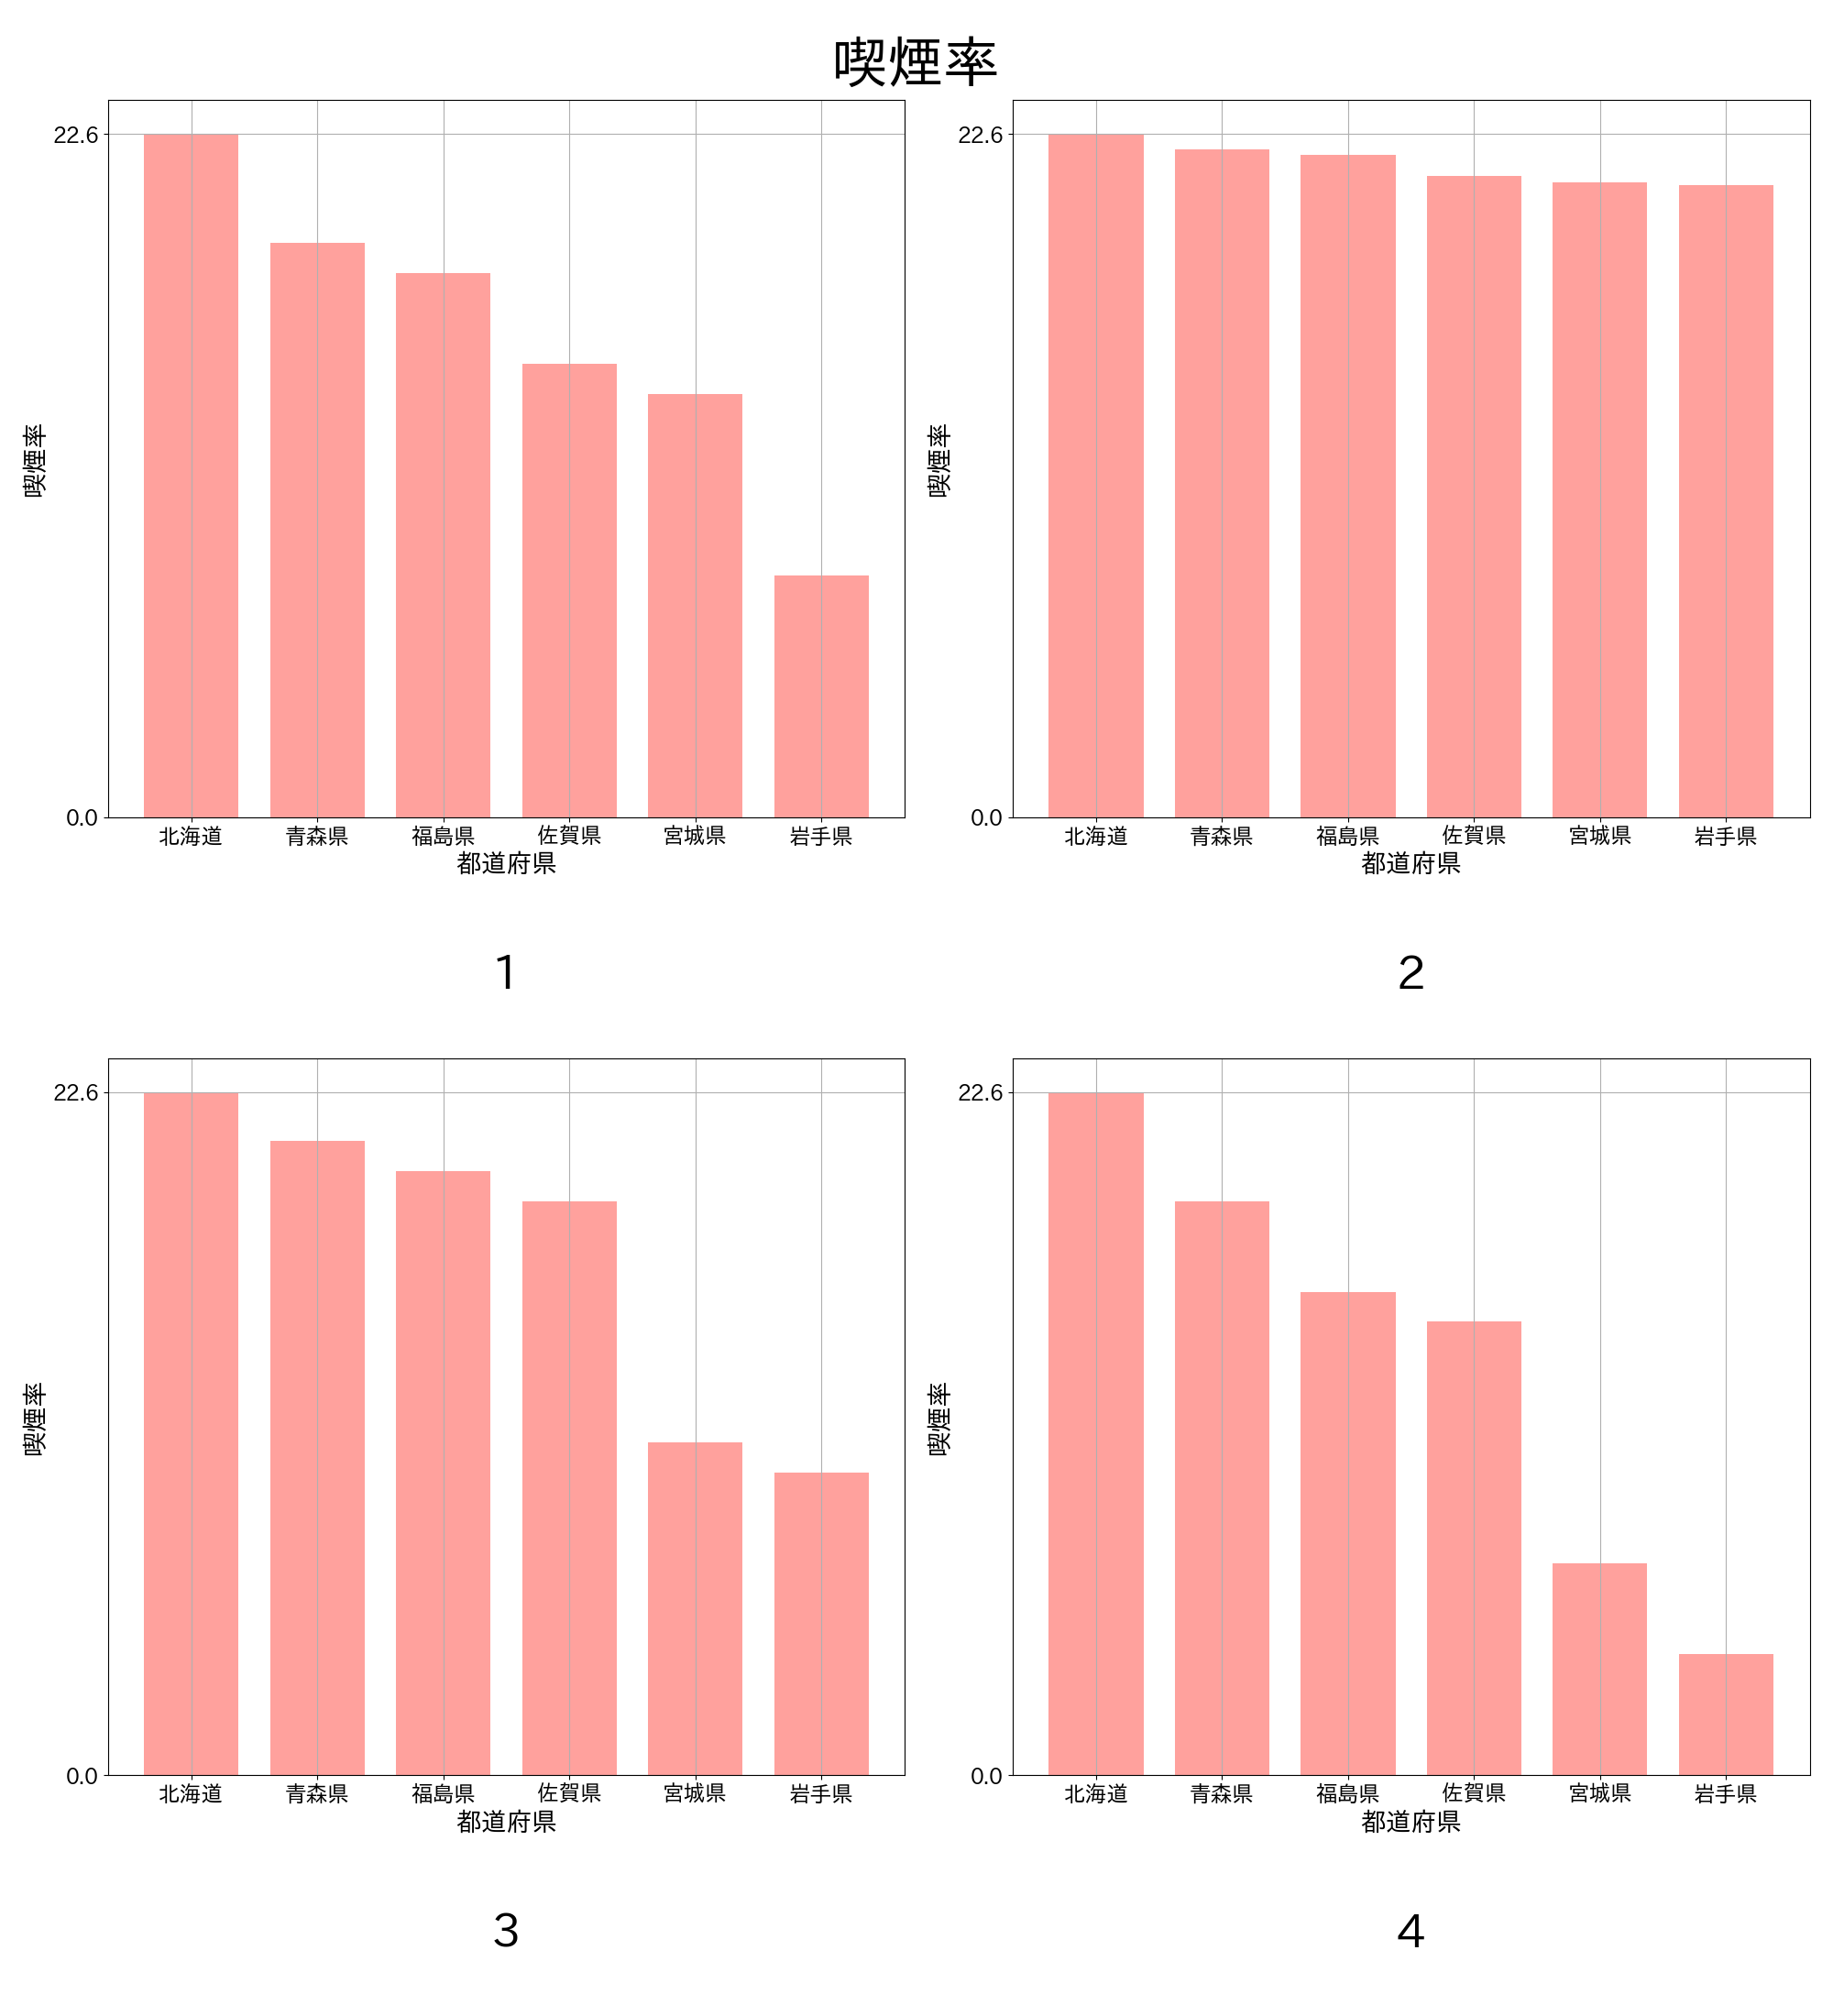 喫煙率
22.6
喫煙率
0.0
北海道 青森県 福島県 佐賀県 宮城県 岩手県
都道府県
1
22.6
喫煙率
0.0
北海道 青森県 福島県 佐賀県 宮城県 岩手県
都道府県
2
22.6
喫煙率
0.0
北海道 青森県 福島県 佐賀県 宮城県 岩手県
都道府県
3
22.6
喫煙率
0.0
北海道 青森県 福島県 佐賀県 宮城県 岩手県
都道府県
4